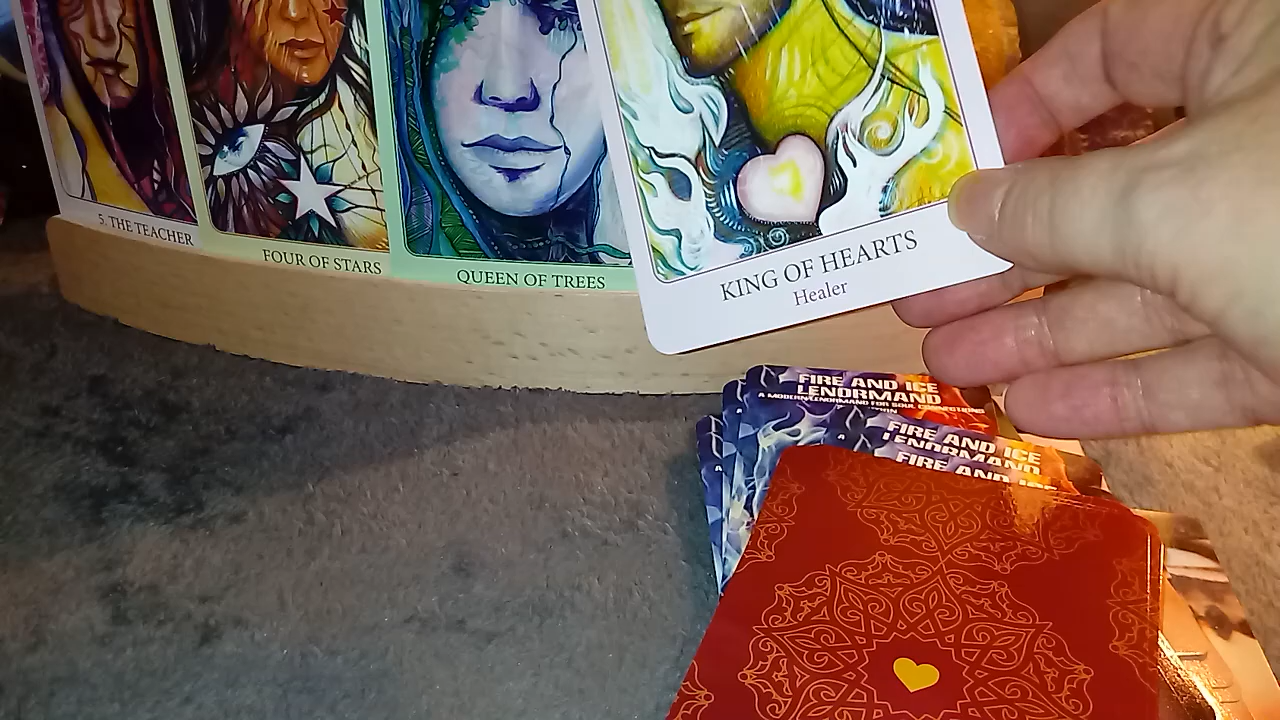 5. THE TEACHER
FOUR OF STARS
QUEEN OF TREES
KING OF HEARTS
Healer
FIRE AND ICE
LENORMAND
A MODERN LENORMAND FOR SOUL CONNECTIONS
FIRE AND ICE
LENORMAND
FIRE AND ICE